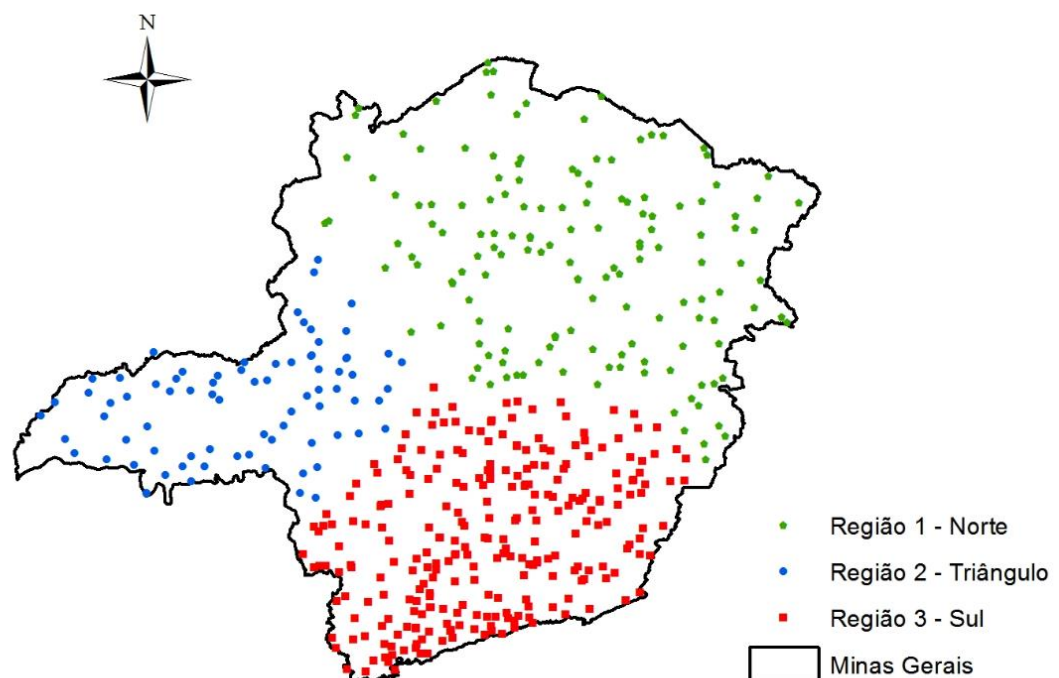 N
Região 1 - Norte
Região 2 - Triângulo
Região 3 - Sul
Minas Gerais